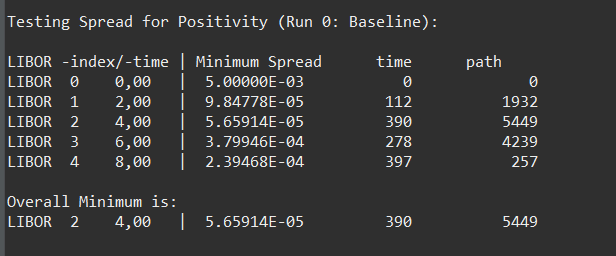 Testing Spread for Positivity (Run 0: Baseline):
LIBOR -index/-time | Minimum Spread time path
LIBOR 0 0,00 | 5.00000E-03 0 0
LIBOR 1 2,00 | 9.84778E-05 112 1932
LIBOR 2 4,00 | 5.65914E-05 390 5449
LIBOR 3 6,00 | 3.79946E-04 278 4239
LIBOR 4 8,00 | 2.39468E-04 397 257
Overall Minimum is:
LIBOR 2 4,00 | 5.65914E-05 390 5449